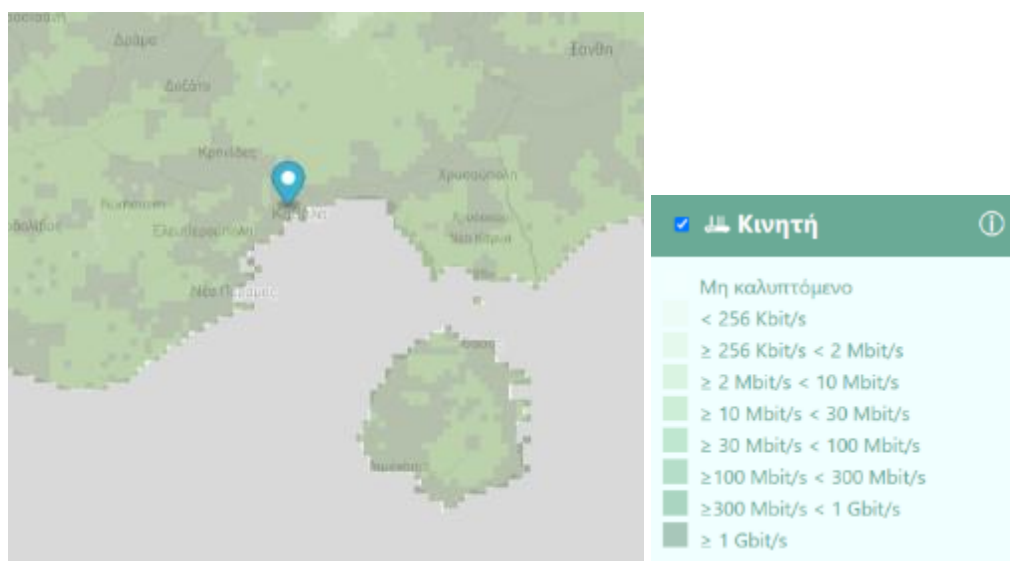 Δράμα
Ξάνθη
Δοξάτο
Κρηνίδες
Χρυσούπολη
Καβάλα
Ελευθερούπολη
Νέα Πέραμος
Κινητή
Μη καλυπτόμενο
< 256 Kbit/s
≥ 256 Kbit/s < 2 Mbit/s
≥ 2 Mbit/s < 10 Mbit/s
≥ 10 Mbit/s < 30 Mbit/s
≥ 30 Mbit/s < 100 Mbit/s
≥100 Mbit/s < 300 Mbit/s
≥300 Mbit/s < 1 Gbit/s
≥ 1 Gbit/s